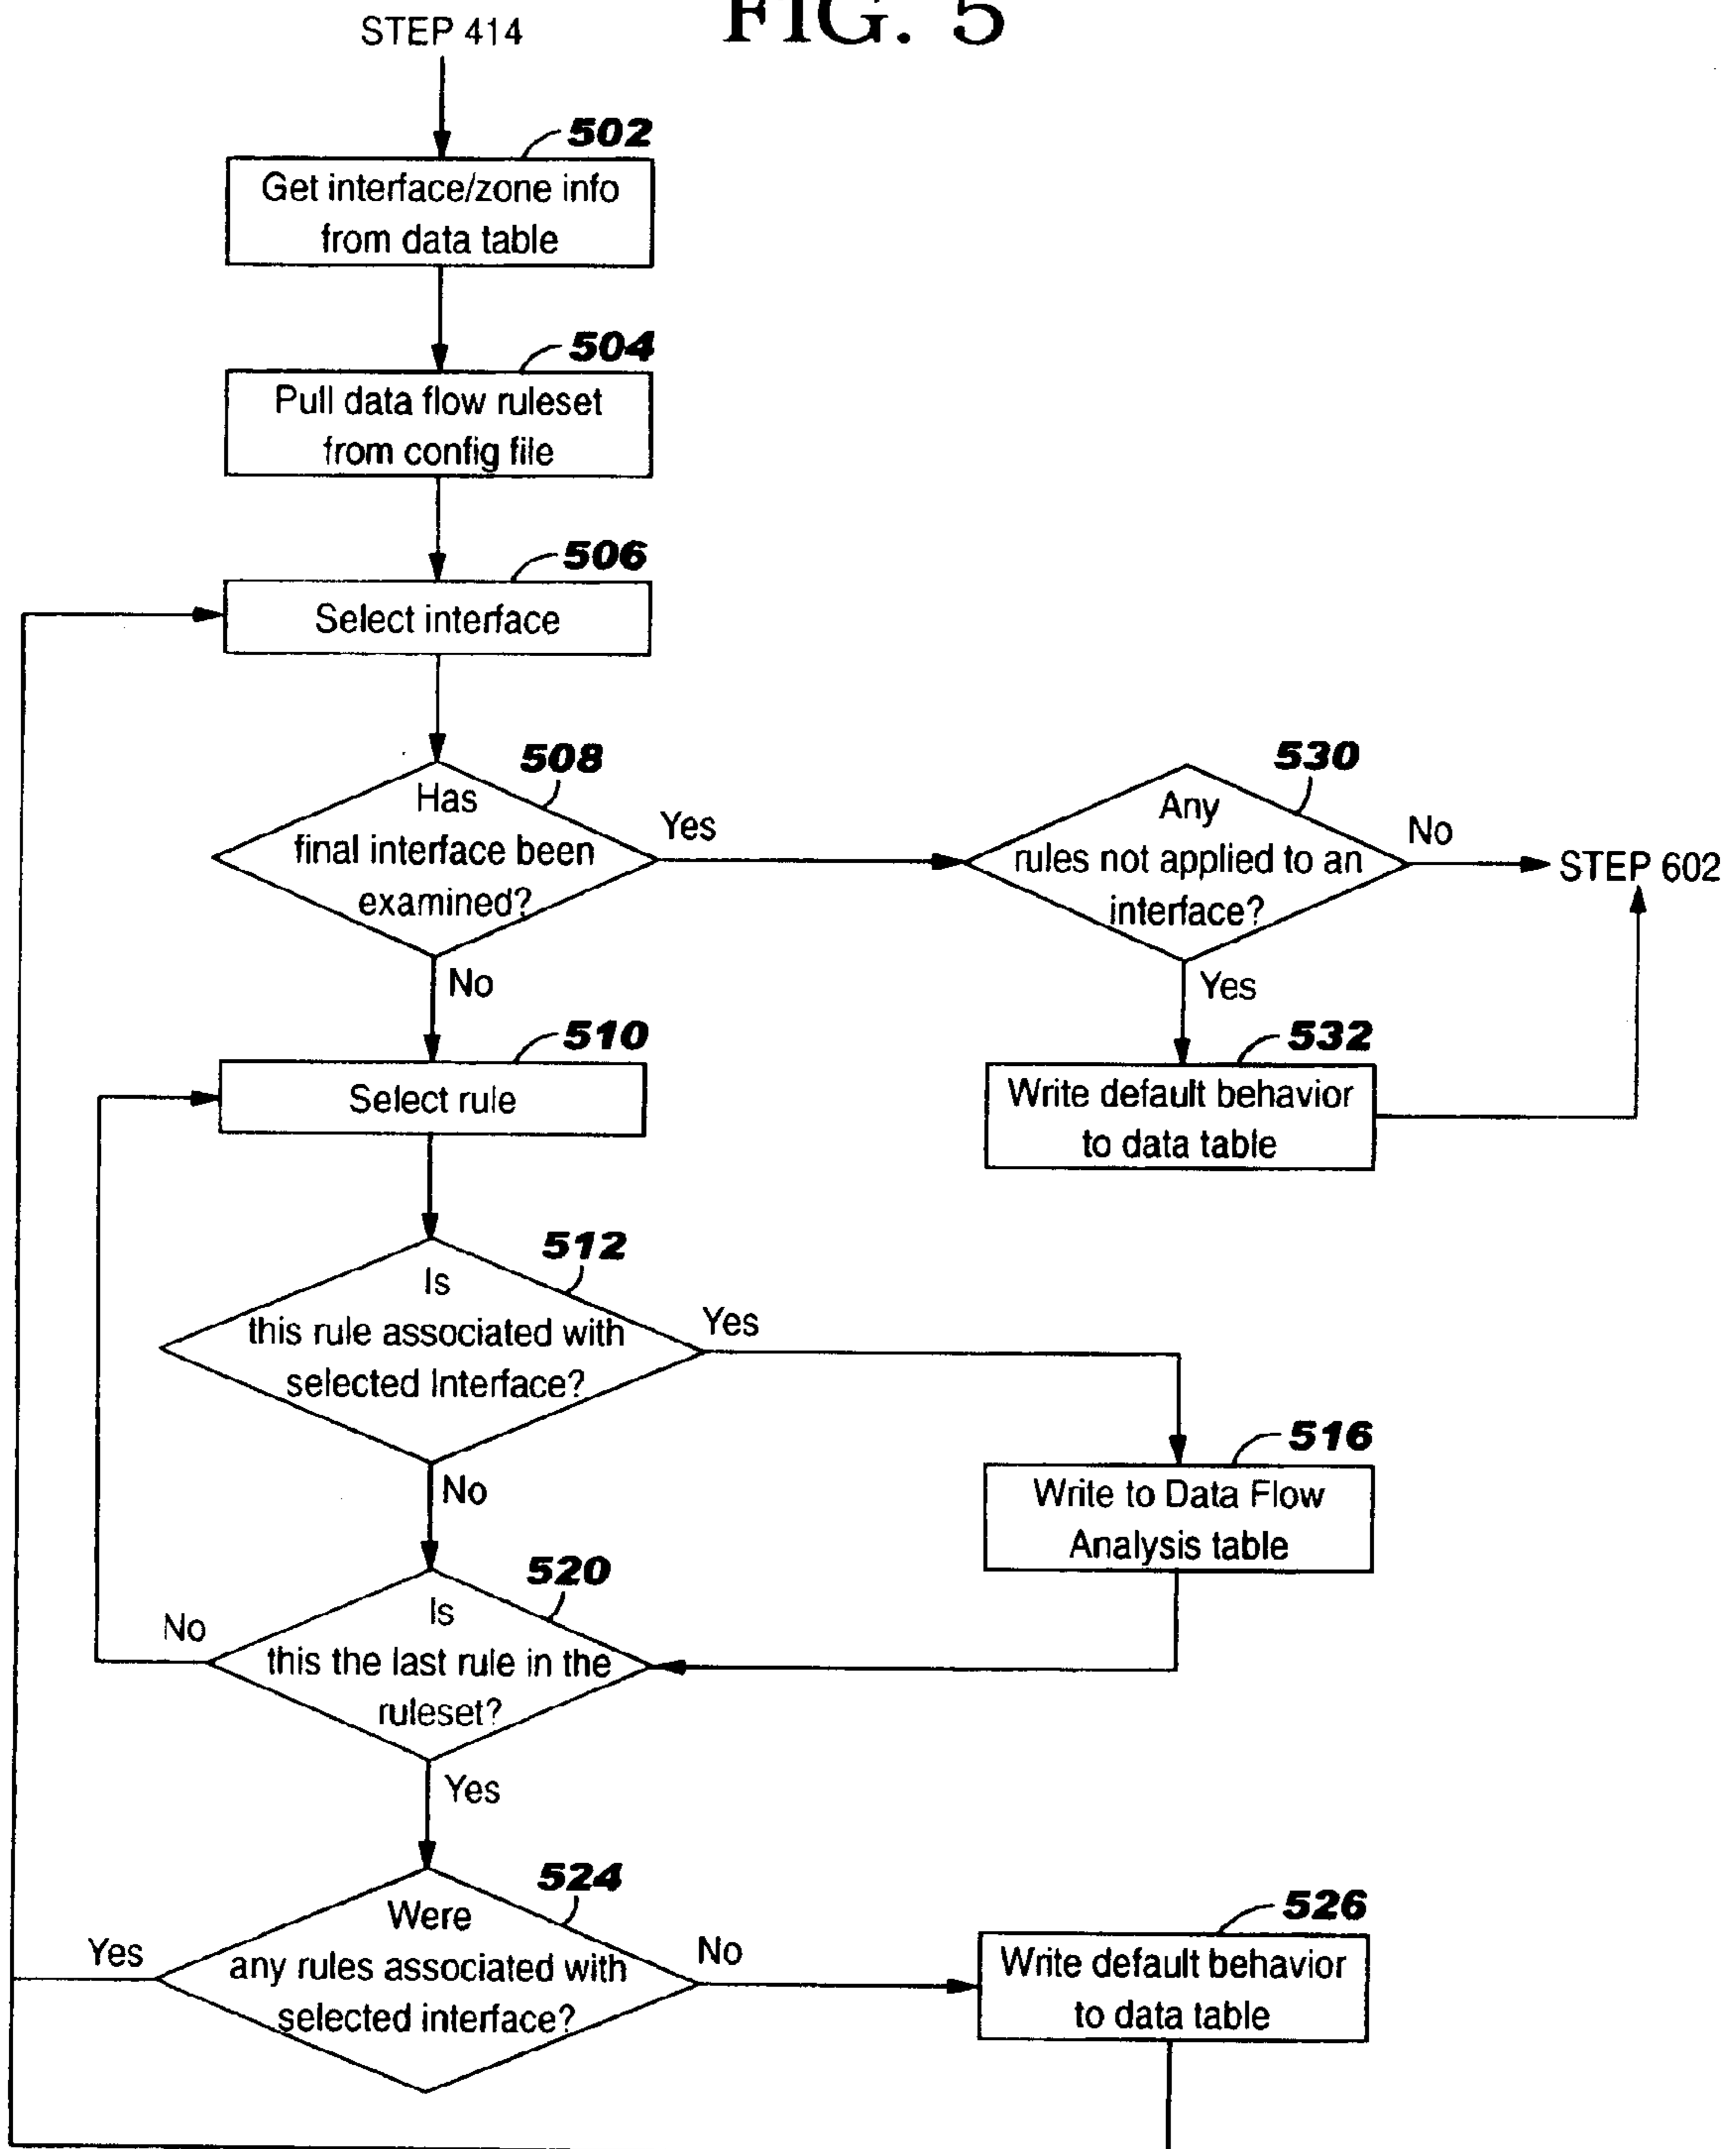 FIG. 5
STEP 414
502
Get interface/zone info
from data table
504
Pull data flow ruleset
from config file
506
Select interface
508
Has
final interface been
examined?
Yes
No
530
Any
rules not applied to an
interface?
No
STEP 602
Yes
510
Select rule
532
Write default behavior
to data table
512
Is
this rule associated with
selected Interface?
Yes
No
516
Write to Data Flow
Analysis table
520
Is
this the last rule in the
ruleset?
No
Yes
524
Were
any rules associated with
selected interface?
Yes
No
526
Write default behavior
to data table